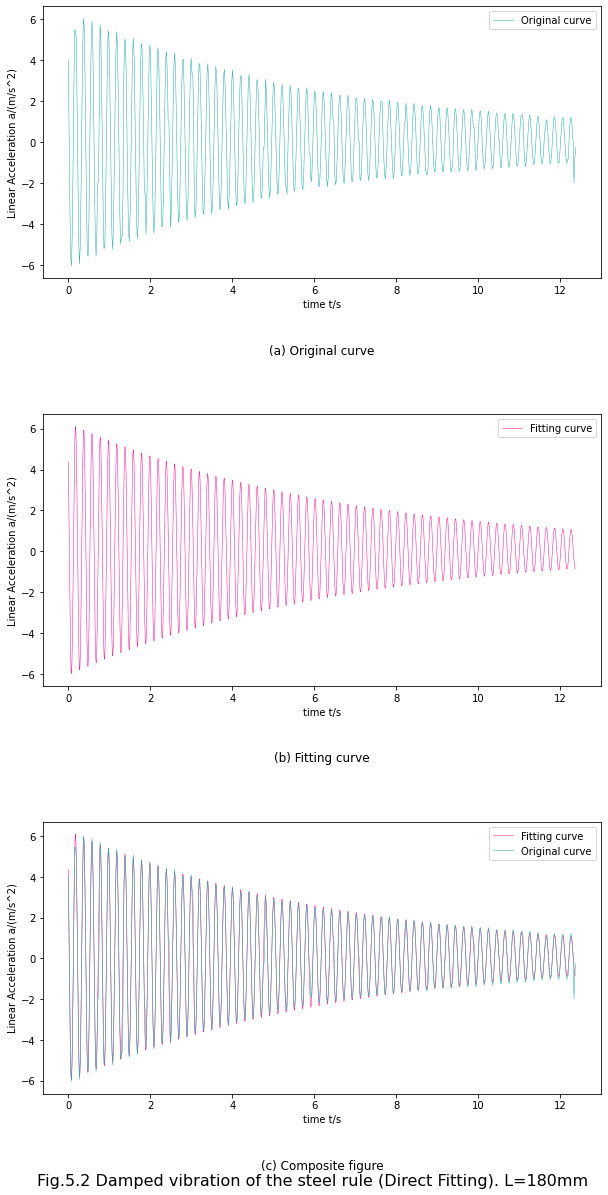 Original curve
6
4
2
0
−2
−4
−6
Linear Acceleration a/(m/s^2)
0 2 4 6 8 10 12
time t/s
(a) Original curve
Fitting curve
6
4
2
0
−2
−4
−6
Linear Acceleration a/(m/s^2)
0 2 4 6 8 10 12
time t/s
(b) Fitting curve
Fitting curve
Original curve
6
4
2
0
−2
−4
−6
Linear Acceleration a/(m/s^2)
0 2 4 6 8 10 12
time t/s
(c) Composite figure
Fig.5.2 Damped vibration of the steel rule (Direct Fitting). L=180mm